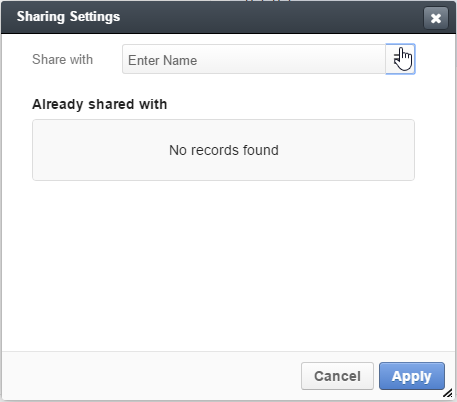 Sharing Settings
Share with
Enter Name
Already shared with
No records found
Cancel
Apply